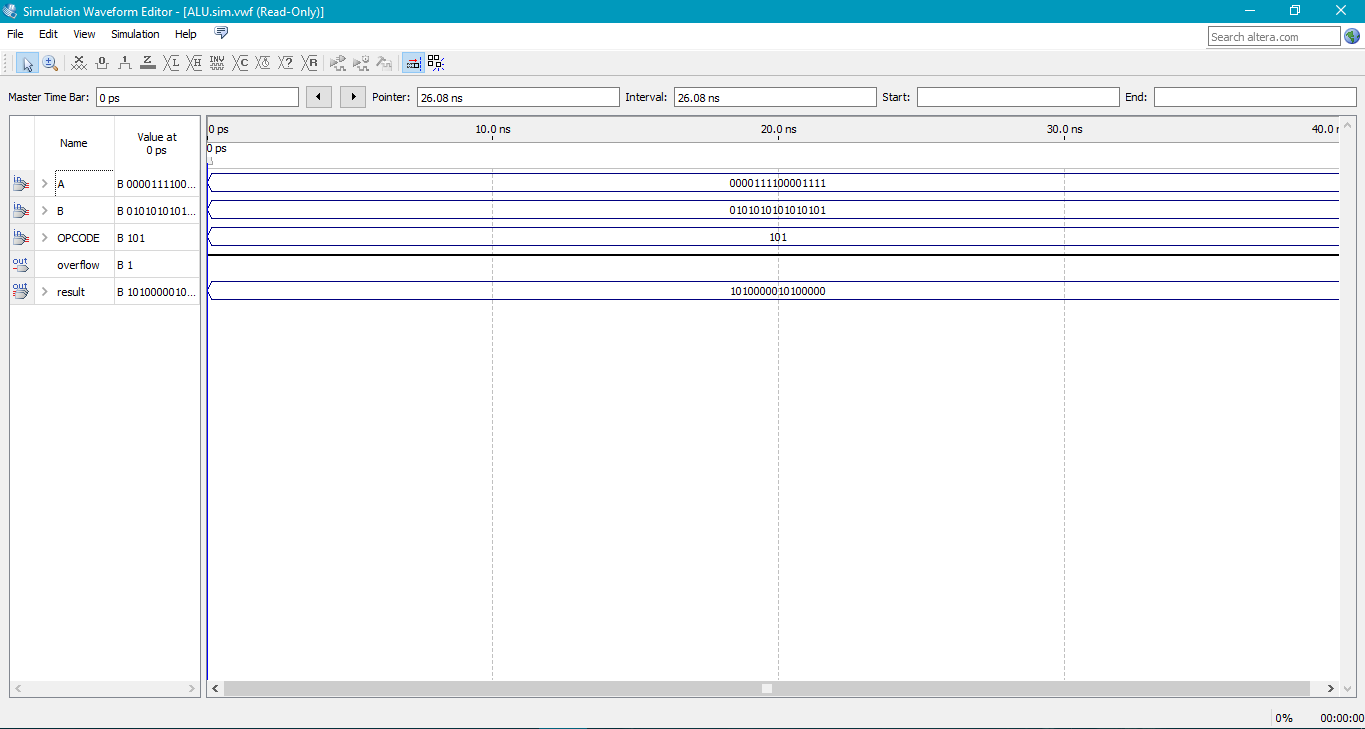 Simulation Waveform Editor - [ALU.sim.vwf (Read-Only)]
File Edit View Simulation Help
Search altera.com
Master Time Bar: 0 ps Pointer: 26.08 ns Interval: 26.08 ns Start: End:
Name Value at 0 ps
0 ps 10.0 ns 20.0 ns 30.0 ns 40.0 n
0 ps
A B 0000111100... 0000111100001111
B B 0101010101... 0101010101010101
OPCODE B 101 101
out overflow B 1
out result B 1010000010... 1010000010100000
0% 00:00:00